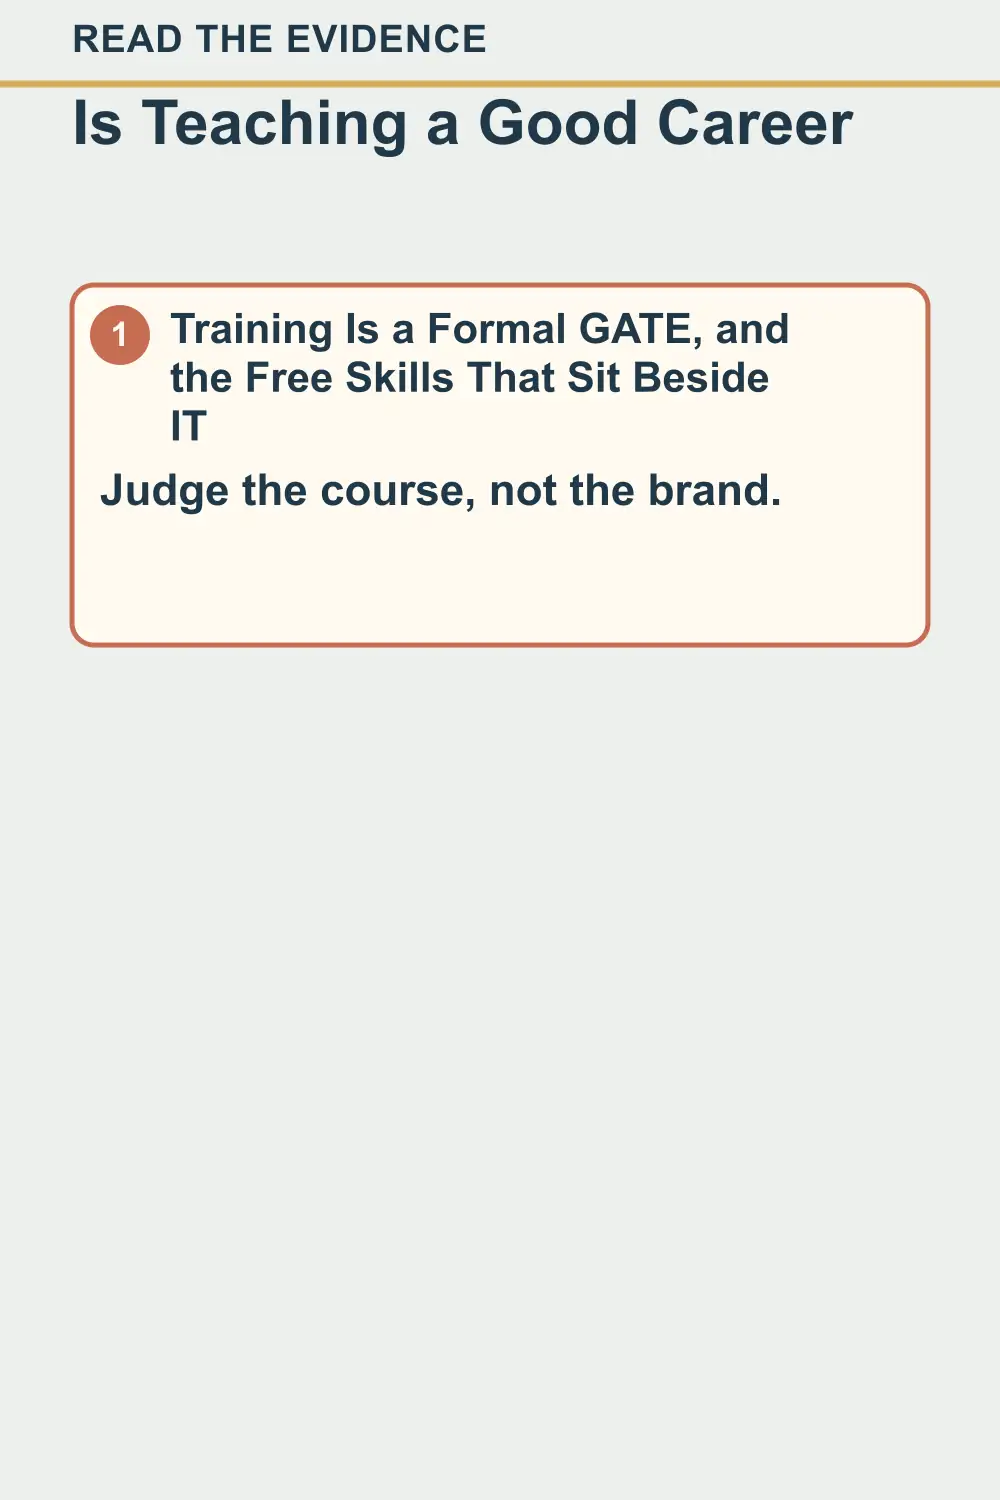 READ THE EVIDENCE
Is Teaching a Good Career
1
Training Is a Formal GATE, and
the Free Skills That Sit Beside
IT
Judge the course, not the brand.